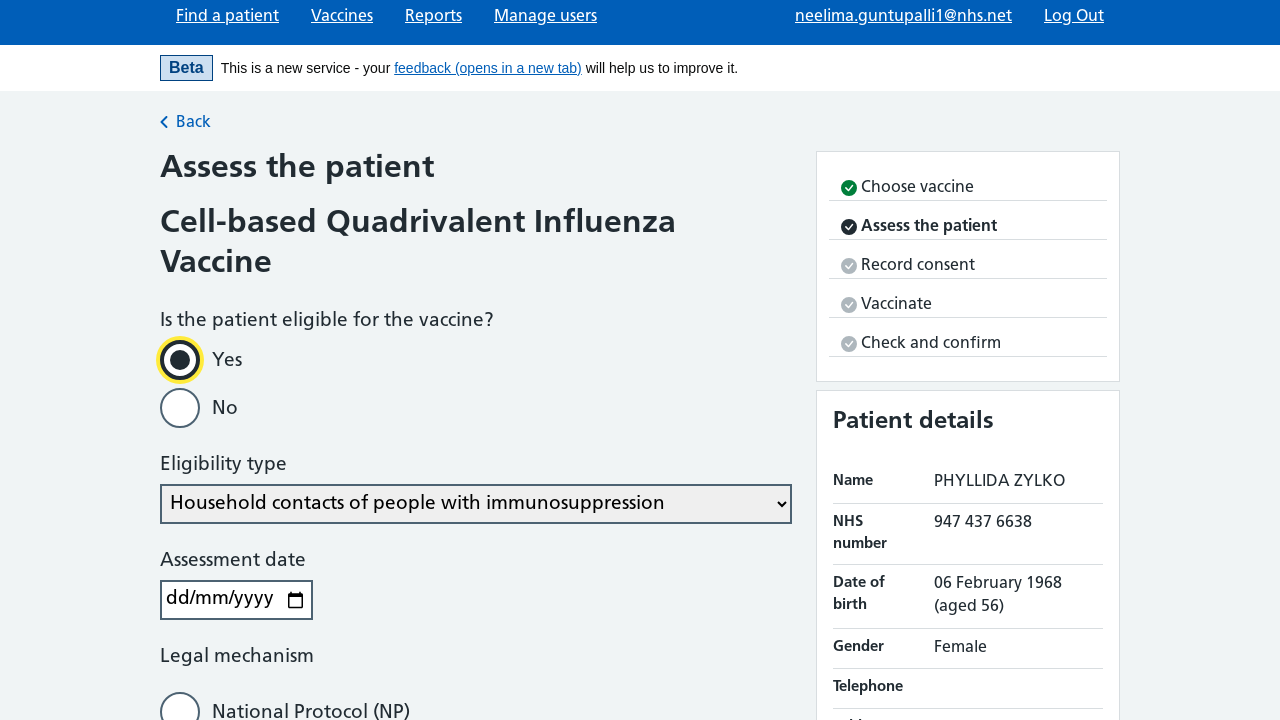 Find a patient Vaccines Reports Manage users neelima.guntupalli1@nhs.net Log Out
Beta This is a new service - your feedback (opens in a new tab) will help us to improve it.
Back
Assess the patient
Cell-based Quadrivalent Influenza
Vaccine
Is the patient eligible for the vaccine?
Yes
No
Eligibility type
Household contacts of people with immunosuppression
Assessment date
dd/mm/yyyy
Legal mechanism
National Protocol (NP)
Choose vaccine
Assess the patient
Record consent
Vaccinate
Check and confirm
Patient details
Name PHYLLIDA ZYLKO
NHS 947 437 6638
number
Date of 06 February 1968
birth (aged 56)
Gender Female
Telephone